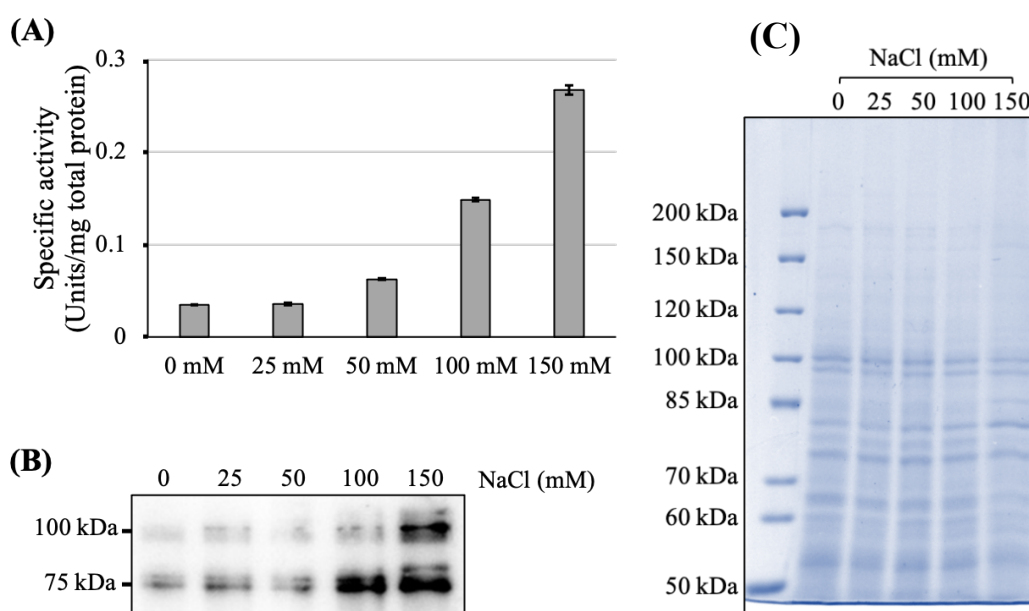 (A)
Specific activity
(Units/mg total protein)
0.3
0.2
0.1
0
0 mM 25 mM 50 mM 100 mM 150 mM
(B)
0 25 50 100 150 NaCl (mM)
100 kDa
75 kDa
(C)
NaCl (mM)
0 25 50 100 150
200 kDa
150 kDa
120 kDa
100 kDa
85 kDa
70 kDa
60 kDa
50 kDa